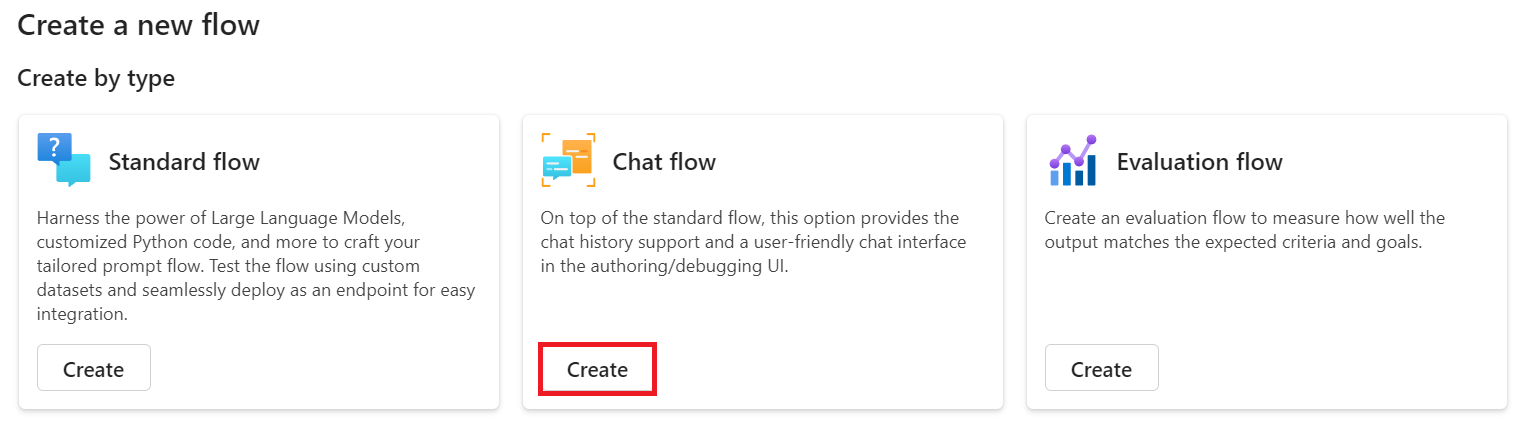 Create a new flow
Create by type
?
Standard flow
Harness the power of Large Language Models,
customized Python code, and more to craft your
tailored prompt flow. Test the flow using custom
datasets and seamlessly deploy as an endpoint for easy
integration.
Create
Chat flow
On top of the standard flow, this option provides the
chat history support and a user-friendly chat interface
in the authoring/debugging UI.
Create
Evaluation flow
Create an evaluation flow to measure how well the
output matches the expected criteria and goals.
Create